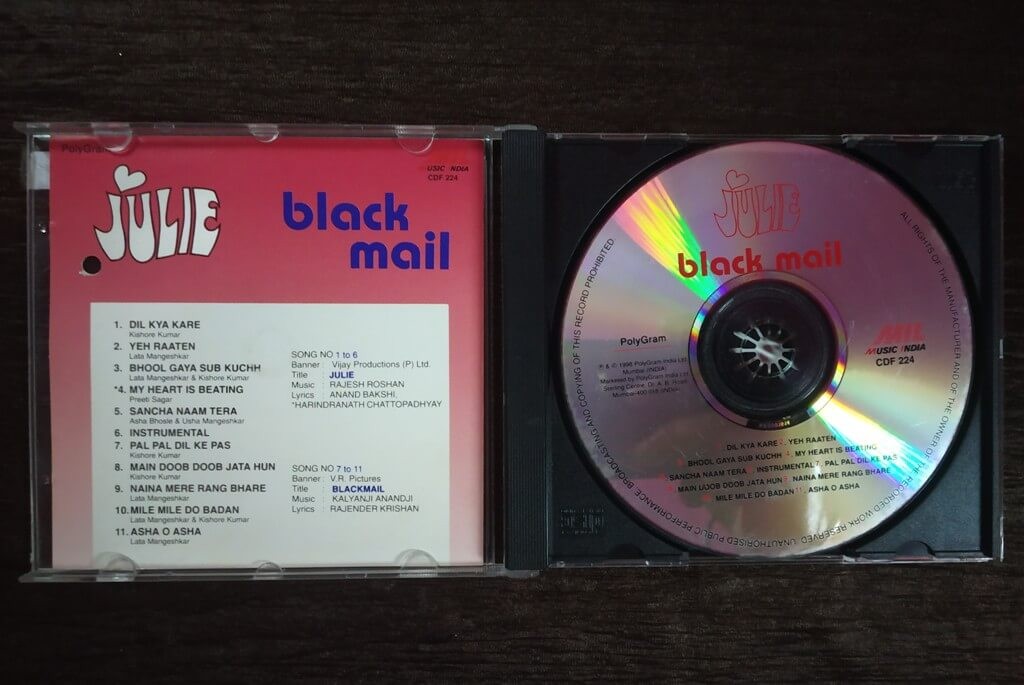 PolyGram
MUSIC INDIA
CDF 224
JULIE
black
mail
1. DIL KYA KARE
Kishore Kumar
2. YEH RAATEN
Lata Mangeshkar
3. BHOOL GAYA SUB KUCHH
Lata Mangeshkar & Kishore Kumar
*4. MY HEART IS BEATING
Preeti Sagar
5. SANCHA NAAM TERA
Asha Bhosle & Usha Mangeshkar
6. INSTRUMENTAL
7. PAL PAL DIL KE PAS
Kishore Kumar
8. MAIN DOOB DOOB JATA HUN
Kishore Kumar
9. NAINA MERE RANG BHARE
Lata Mangeshkar
10. MILE MILE DO BADAN
Lata Mangeshkar & Kishore Kumar
11. ASHA O ASHA
Lata Mangeshkar
SONG NO 1 to 6
Banner : Vijay Productions (P) Ltd.
Title JULIE
Music : RAJESH ROSHAN
Lyrics : ANAND BAKSHI,
*HARINDRANATH CHATTOPADHYAY
SONG NO 7 to 11
Banner : V.R. Pictures
Title BLACKMAIL
Music : KALYANJI ANANDJI
Lyrics : RAJENDER KRISHAN
JULIE
black mail
ALL RIGHTS OF THE MANUFACTURER AND OF THE OWNER OF THE RECORDED WORK RESERVED UNAUTHORISED PUBLIC PERFORMANCE BROADCASTING AND COPYING OF THIS RECORD PROHIBITED
PolyGram
MUSIC INDIA
CDF 224
℗ & © 1996 PolyGram India Ltd.
Mumbai (INDIA)
Marketed by PolyGram India Ltd.
Sterling Centre, Dr. A. B. Road,
Mumbai-400 018 (INDIA)
DIL KYA KARE YEH RAATEN
BHOOL GAYA SUB KUCHH MY HEART IS BEATING
SANCHA NAAM TERA INSTRUMENTAL PAL PAL DIL KE PAS
MAIN DOOB DOOB JATA HUN NAINA MERE RANG BHARE
MILE MILE DO BADAN ASHA O ASHA